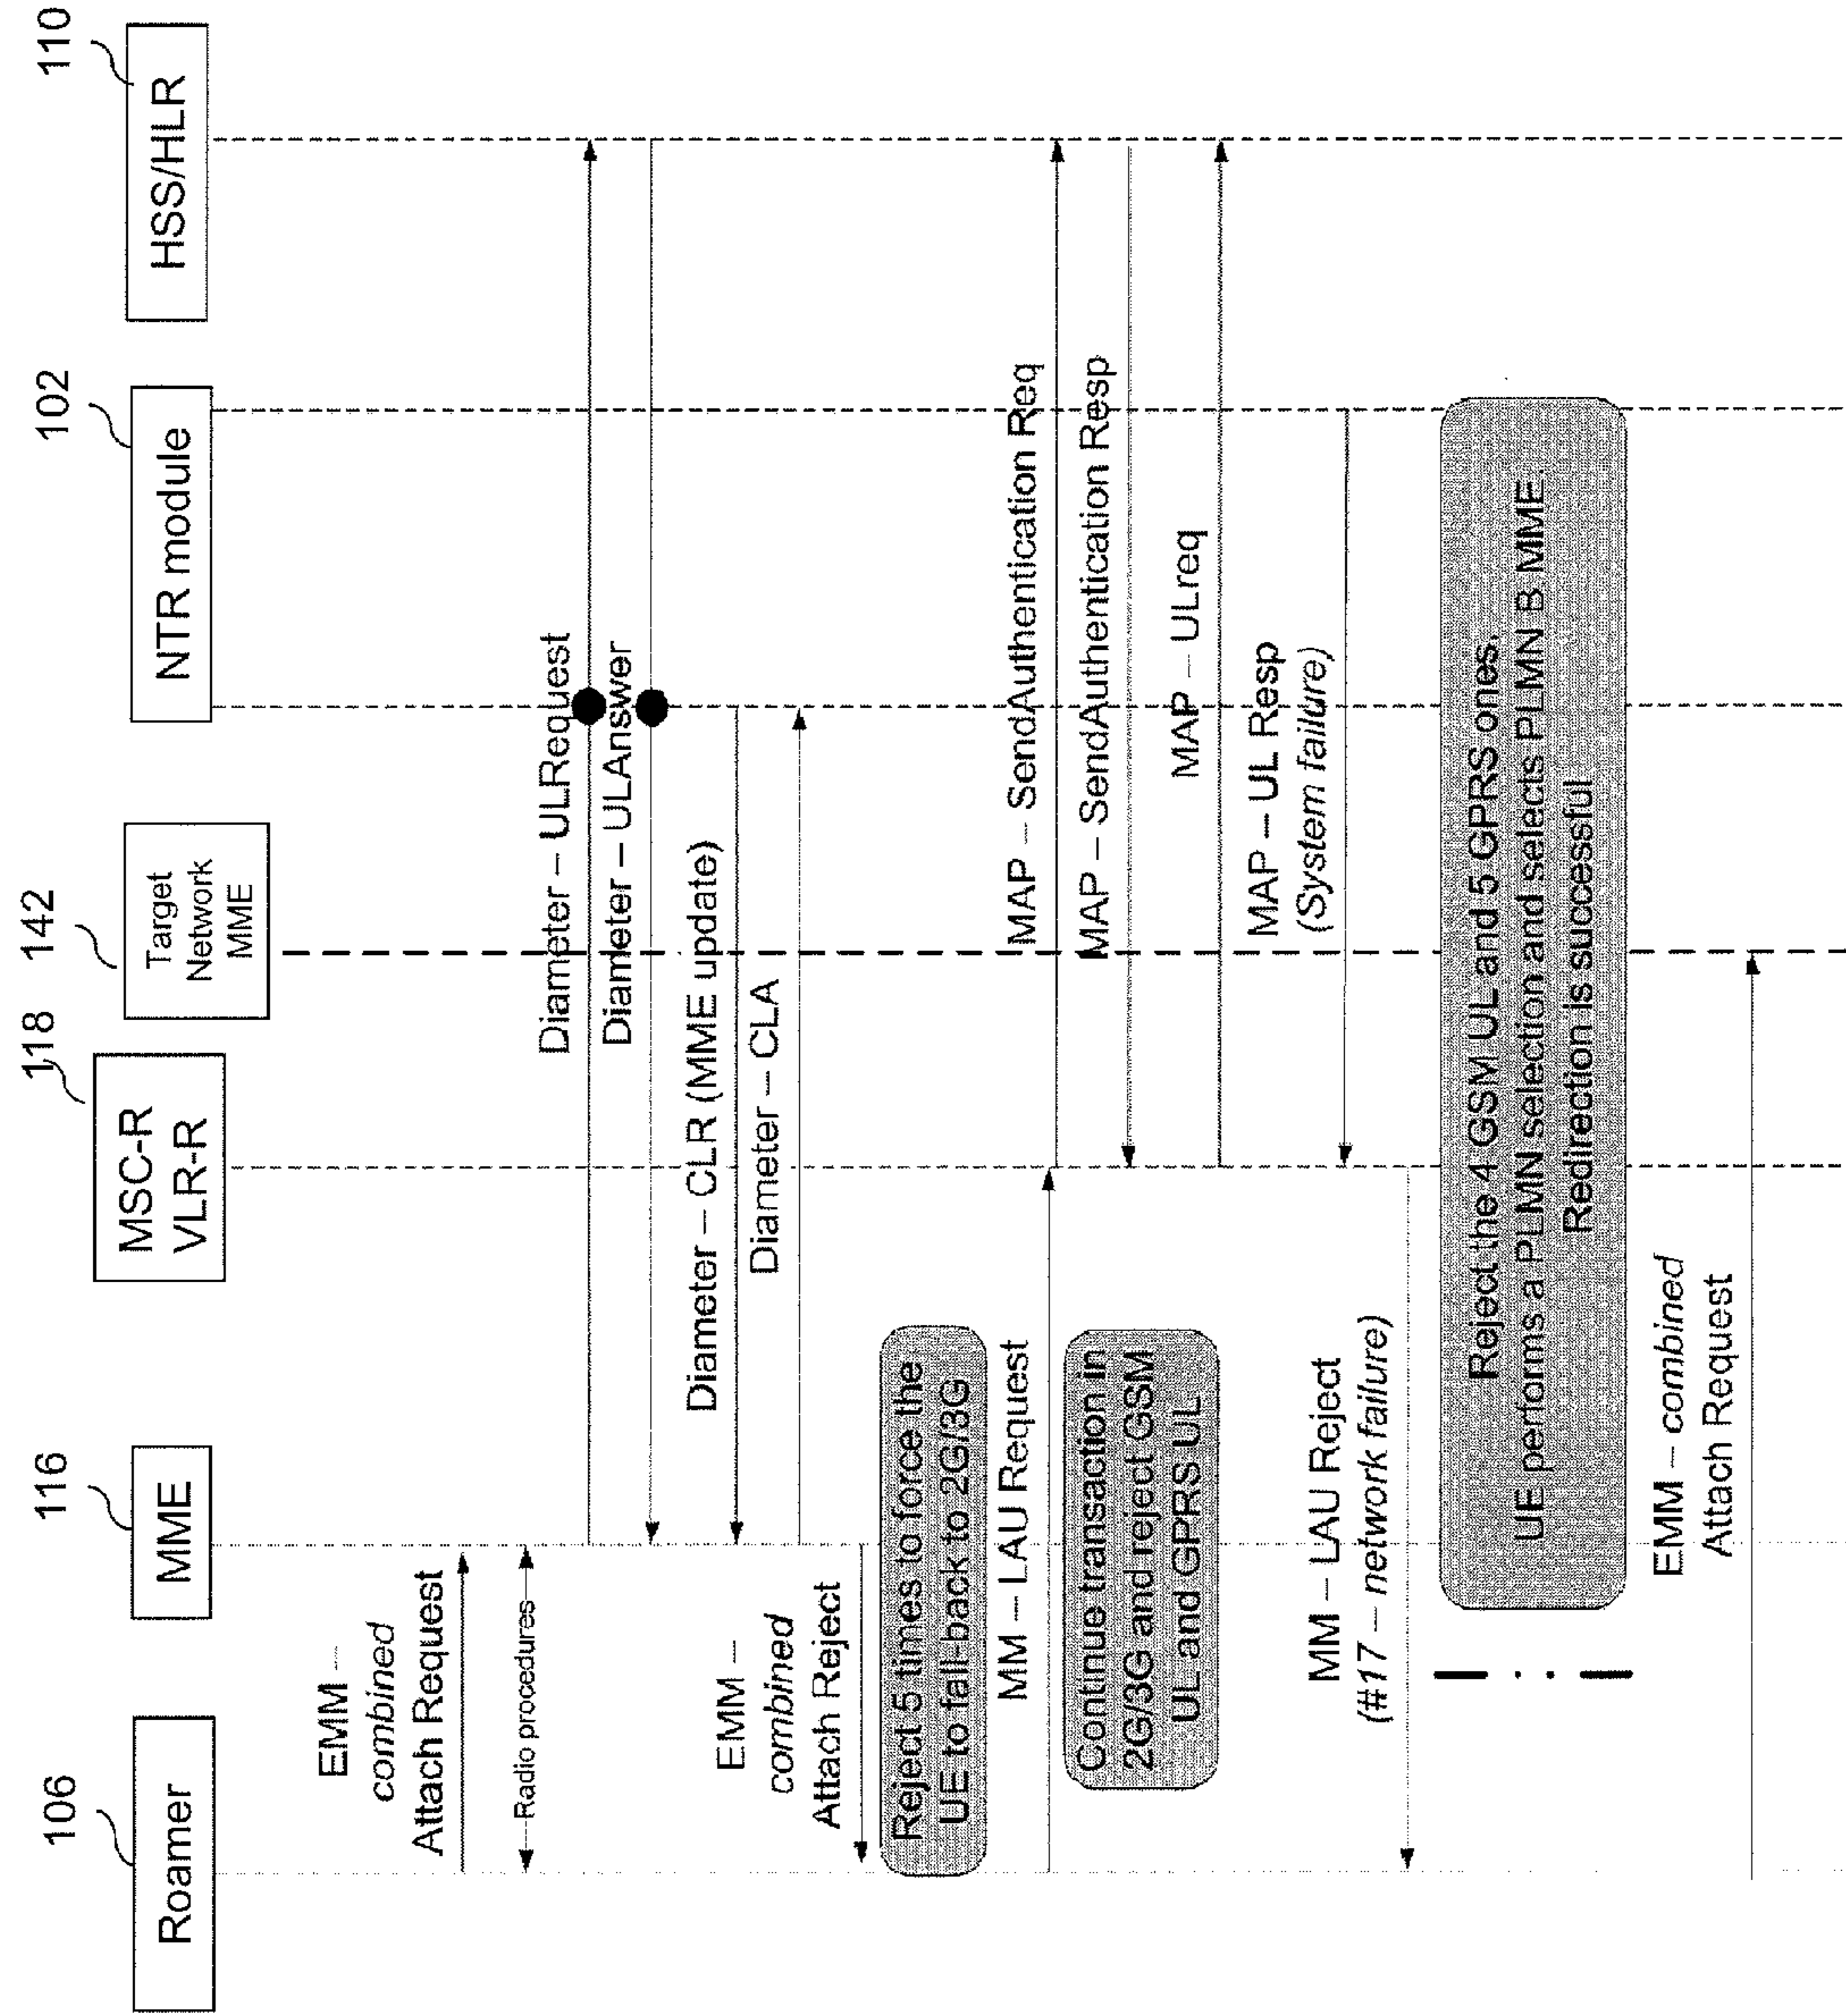 106
Roamer
116
MME
118
MSC-R
VLR-R
142
Target
Network
MME
102
NTR module
110
HSS/HLR
EMM –
combined
Attach Request
Radio procedures
Diameter – ULRequest
Diameter – ULAnswer
Diameter – CLR (MME update)
Diameter – CLA
EMM –
combined
Attach Reject
Reject 5 times to force the
UE to fall-back to 2G/3G
MM – LAU Request
MAP – SendAuthentication Req
Continue transaction in
2G/3G and reject GSM
UL and GPRS UL
MAP – SendAuthentication Resp
MAP – ULreq
MAP – UL Resp
(System failure)
MM – LAU Reject
(#17 – network failure)
Reject the 4 GSM UL and 5 GPRS ones.
UE performs a PLMN selection and selects PLMN B MME.
Redirection is successful
EMM – combined
Attach Request